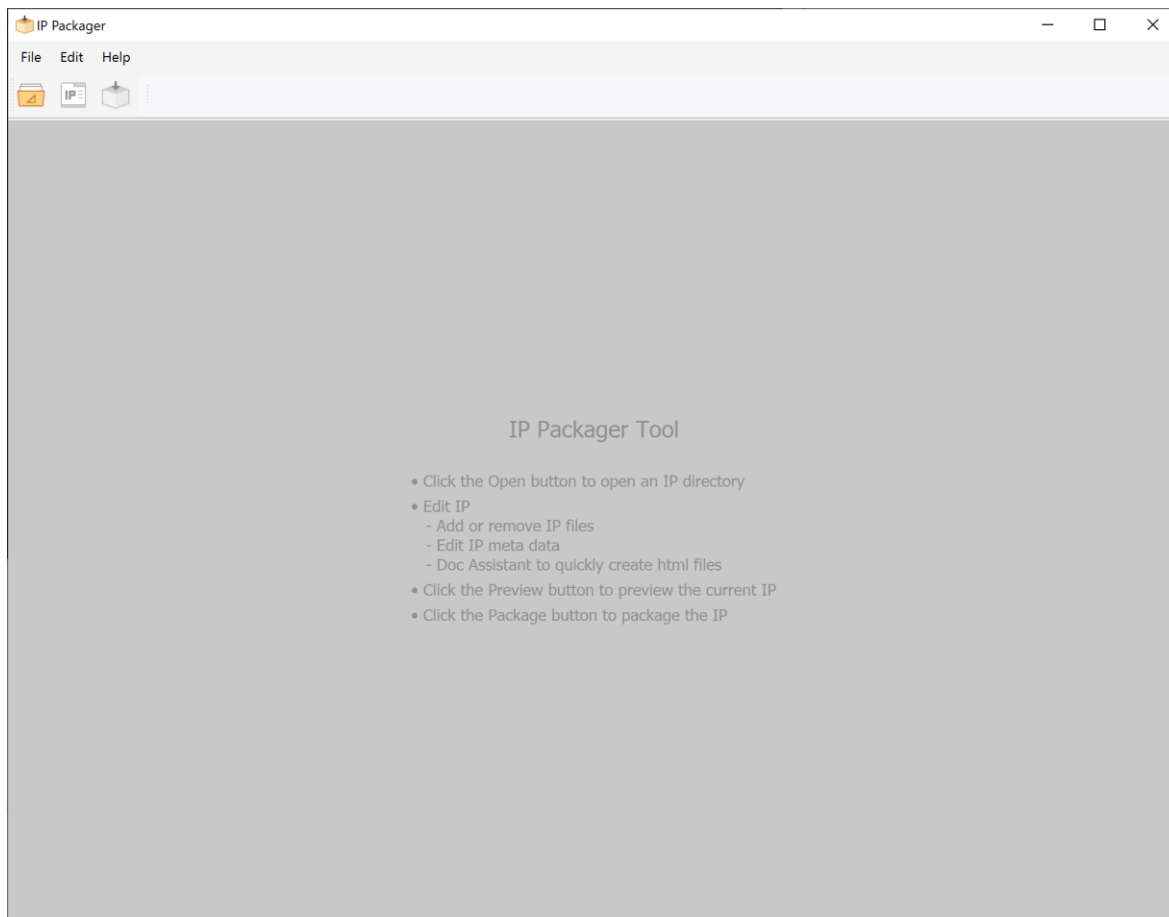 IP Packager
File Edit Help
IP
IP Packager Tool
• Click the Open button to open an IP directory
• Edit IP
- Add or remove IP files
- Edit IP meta data
- Doc Assistant to quickly create html files
• Click the Preview button to preview the current IP
• Click the Package button to package the IP